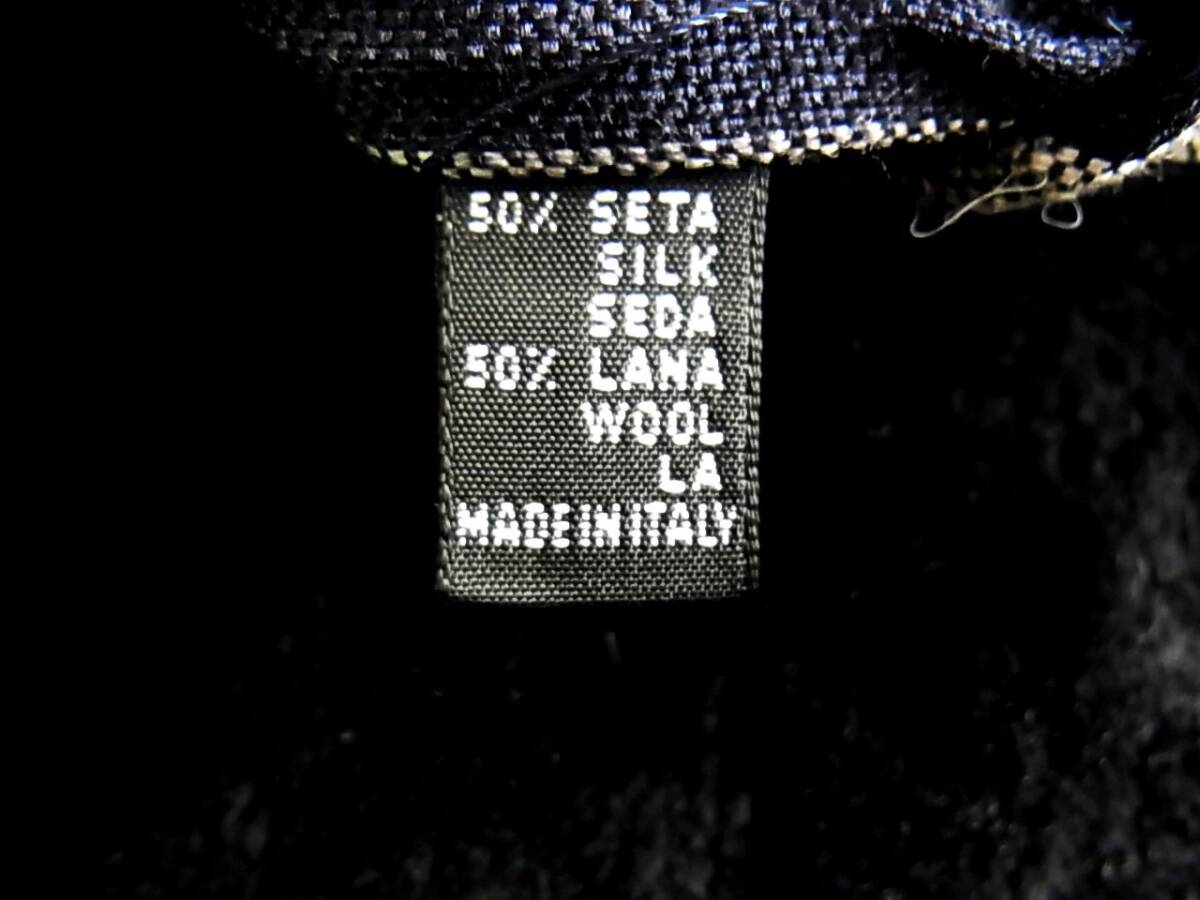 50% SETA
SILK
SEDA
50% LANA
WOOL
LA
MADE IN ITALY